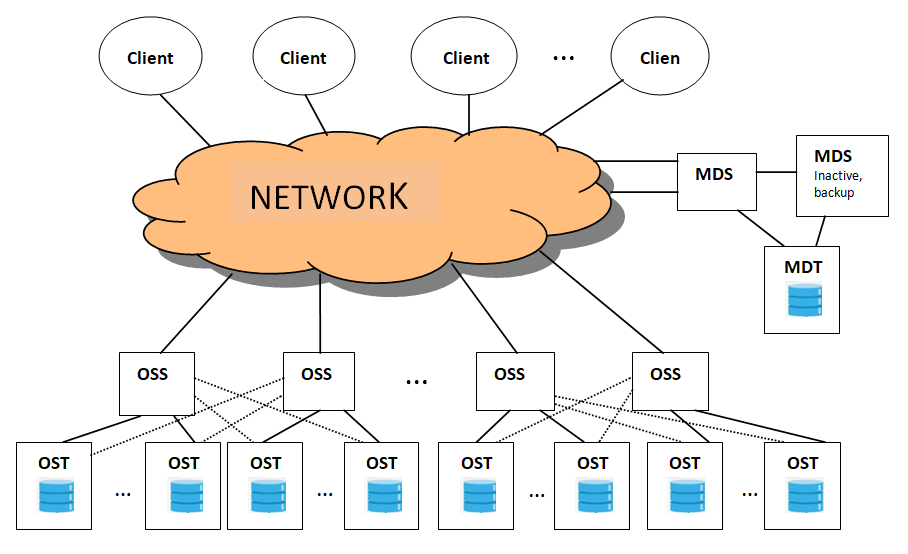 Client
Client
Client
...
Clien
NETWORK
MDS
MDS
Inactive,
backup
MDT
OSS
OSS
...
OSS
OSS
OST
...
OST
OST
...
OST
OST
...
OST
OST
...
OST